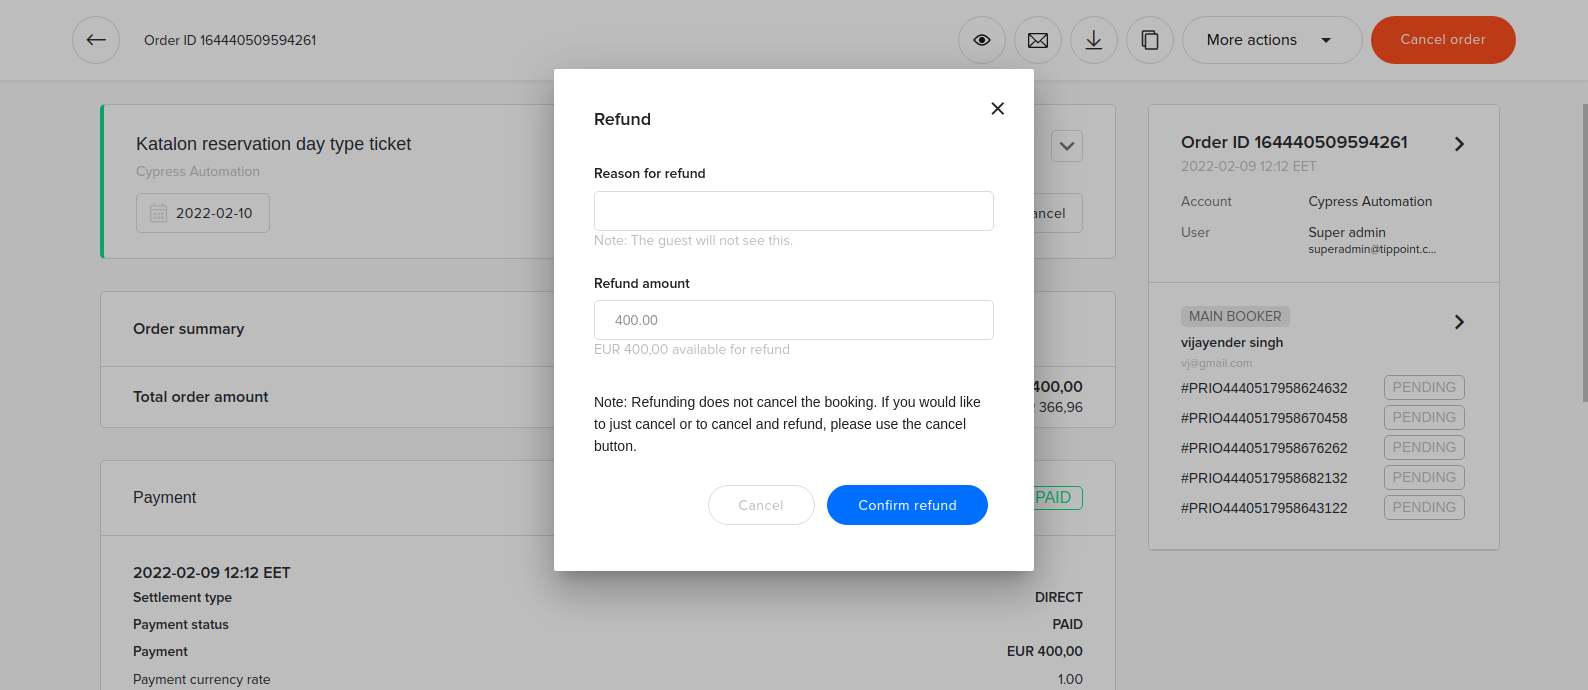 Order ID 164440509594261
More actions
Cancel order
Katalon reservation day type ticket
Cypress Automation
2022-02-10
Order summary
Total order amount
Payment
PAID
2022-02-09 12:12 EET
Settlement type DIRECT
Payment status PAID
Payment EUR 400,00
Payment currency rate 1.00
Refund
Reason for refund
Note: The guest will not see this.
Refund amount
400.00
EUR 400,00 available for refund
Note: Refunding does not cancel the booking. If you would like
to just cancel or to cancel and refund, please use the cancel
button.
Cancel
Confirm refund
ancel
400,00
366,96
Order ID 164440509594261
2022-02-09 12:12 EET
Account Cypress Automation
User Super admin
superadmin@tippoint.c...
MAIN BOOKER
vijayender singh
vj@gmail.com
#PRIO4440517958624632 PENDING
#PRIO4440517958670458 PENDING
#PRIO4440517958676262 PENDING
#PRIO4440517958682132 PENDING
#PRIO4440517958643122 PENDING